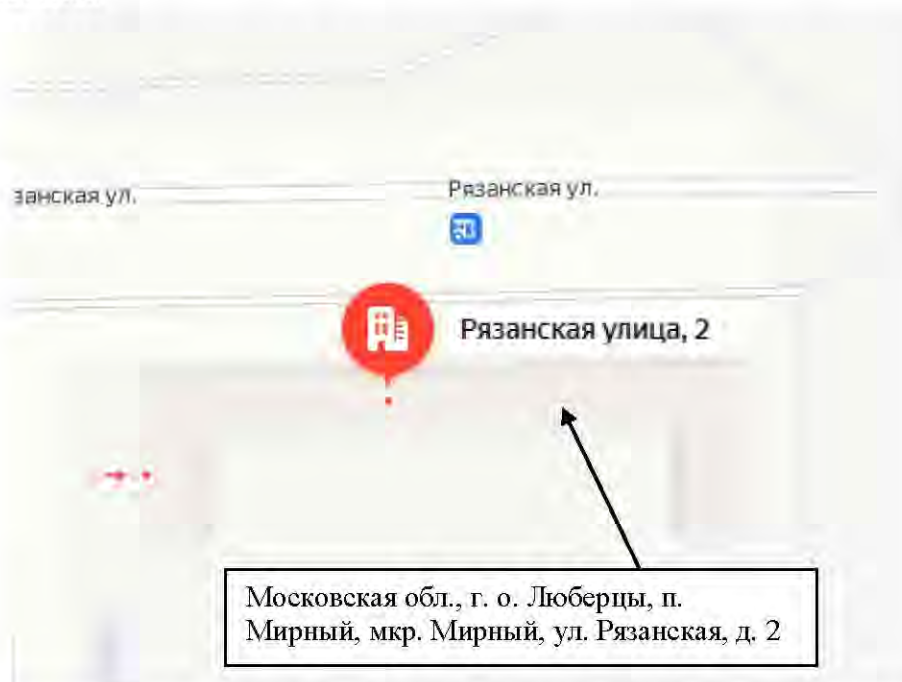 занская ул.
Рязанская ул.
Рязанская улица, 2
Московская обл., г. о. Люберцы, п.
Мирный, мкр. Мирный, ул. Рязанская, д. 2